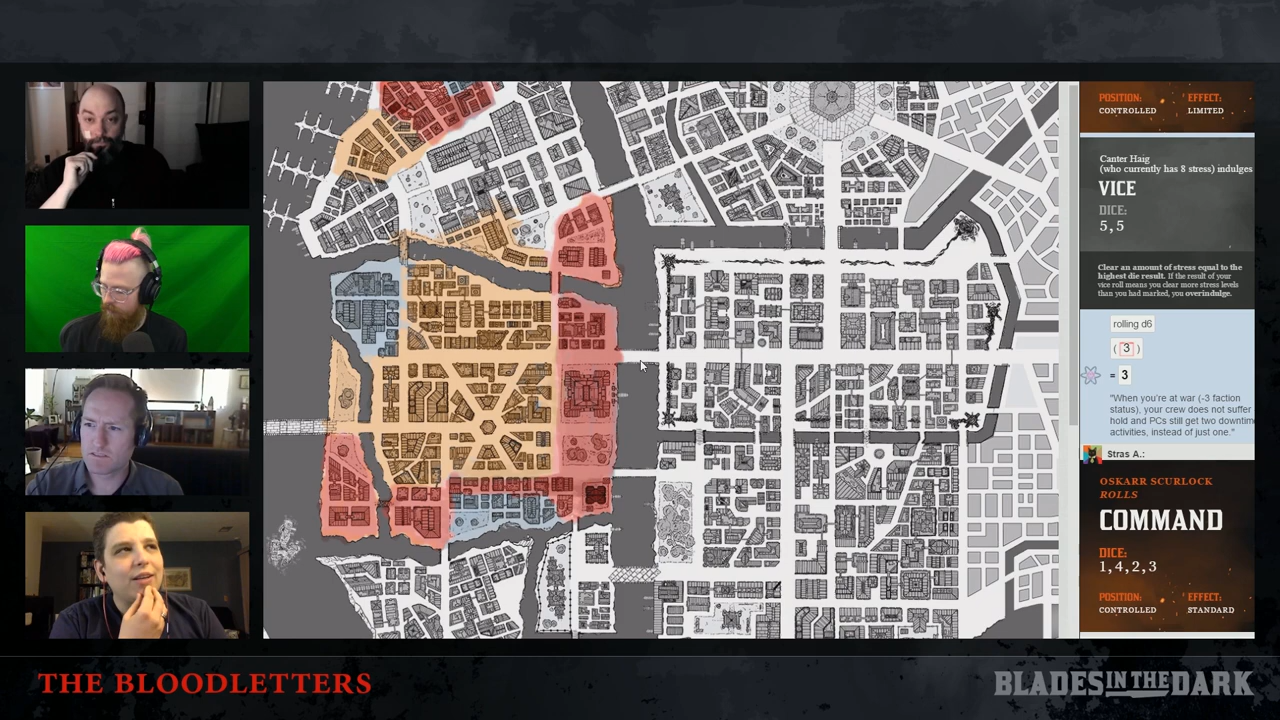 POSITION: EFFECT:
CONTROLLED LIMITED
Canter Haig
(who currently has 8 stress) indulges
VICE
DICE:
5,5
Clear an amount of stress equal to the
highest die result. If the result of your
vice roll means you clear more stress levels
than you had marked, you overindulge.
rolling d6
( 3 )
= 3
"When you're at war (-3 faction
status), your crew does not suffer
hold and PCs still get two downtim
activities, instead of just one."
Stras A.:
OSKARR SCURLOCK
ROLLS
COMMAND
DICE:
1,4,2,3
POSITION: EFFECT:
CONTROLLED STANDARD
THE BLOODLETTERS
BLADES IN THE DARK